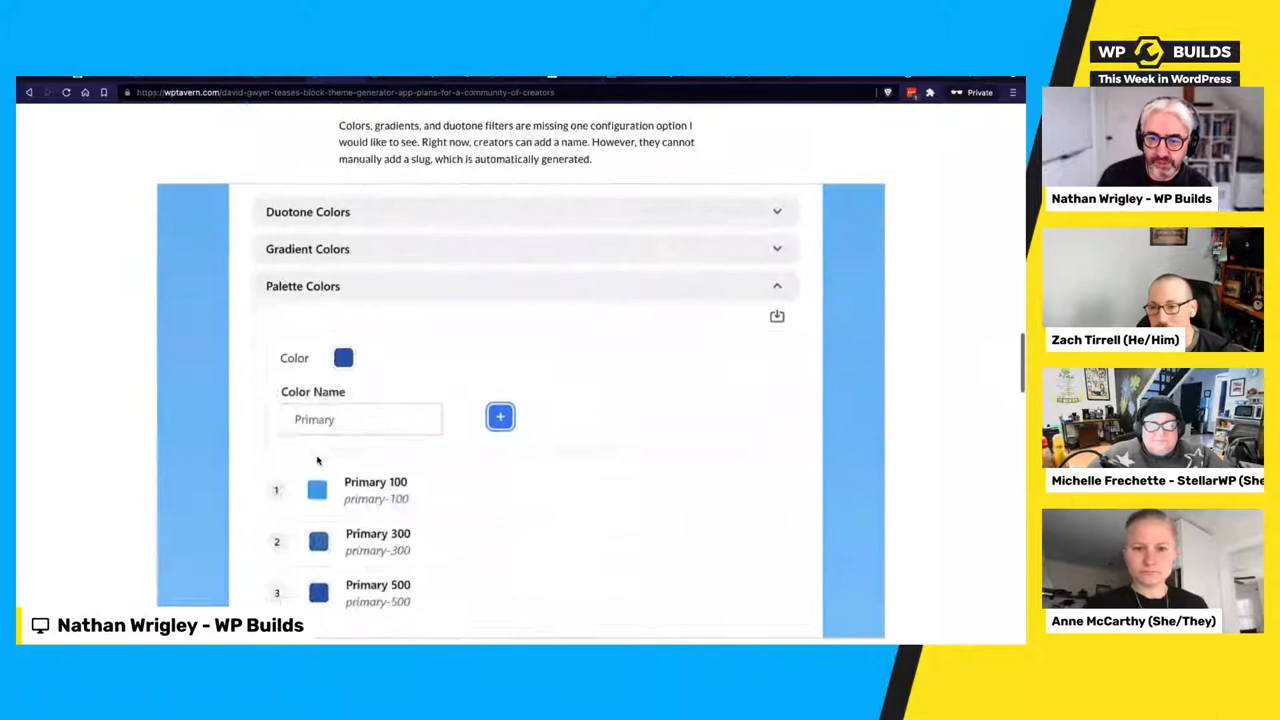 WP BUILDS
This Week in WordPress
https://wptavern.com/david-gwyer-teases-block-theme-generator-app-plans-for-a-community-of-creators
Private
Colors, gradients, and duotone filters are missing one configuration option I
would like to see. Right now, creators can add a name. However, they cannot
manually add a slug, which is automatically generated.
Duotone Colors
Gradient Colors
Palette Colors
Color
Color Name
Primary
1
Primary 100
primary-100
2
Primary 300
primary-300
3
Primary 500
primary-500
Nathan Wrigley - WP Builds
Nathan Wrigley - WP Builds
Zach Tirrell (He/Him)
Michelle Frechette - StellarWP (She
Anne McCarthy (She/They)